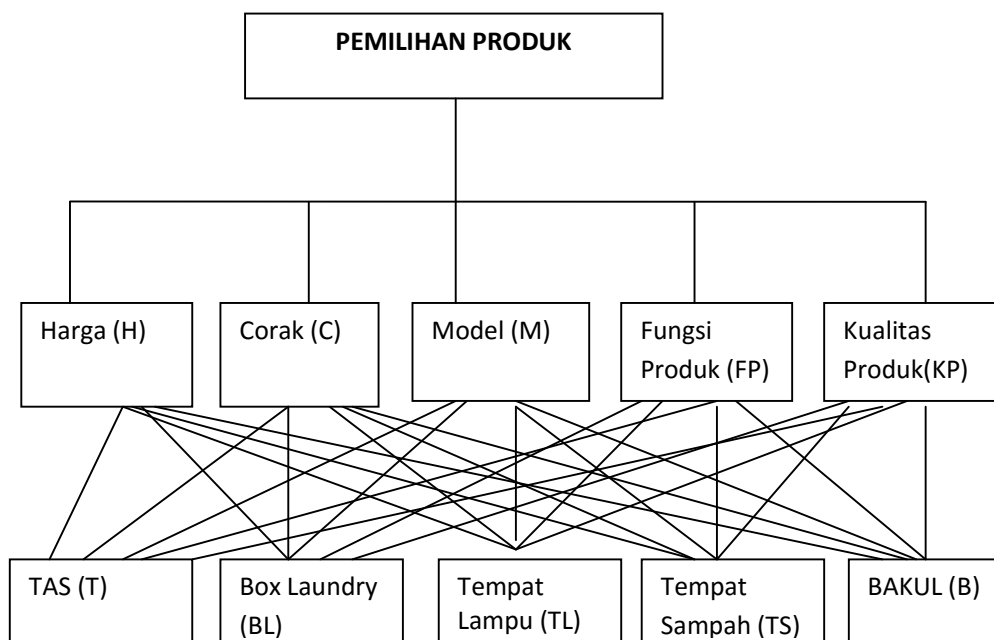 PEMILIHAN PRODUK
Harga (H)
Corak (C)
Model (M)
Fungsi
Produk (FP)
Kualitas
Produk(KP)
TAS (T)
Box Laundry
(BL)
Tempat
Lampu (TL)
Tempat
Sampah (TS)
BAKUL (B)